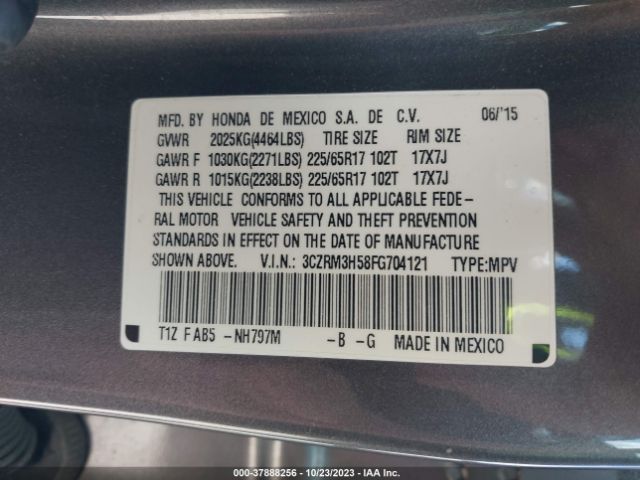 MFD. BY HONDA DE MEXICO S.A. DE C.V. 06/'15
GVWR 2025KG(4464LBS) TIRE SIZE RIM SIZE
GAWR F 1030KG(2271LBS) 225/65R17 102T 17X7J
GAWR R 1015KG(2238LBS) 225/65R17 102T 17X7J
THIS VEHICLE CONFORMS TO ALL APPLICABLE FEDE-
RAL MOTOR VEHICLE SAFETY AND THEFT PREVENTION
STANDARDS IN EFFECT ON THE DATE OF MANUFACTURE
SHOWN ABOVE. V.I.N.: 3CZRM3H58FG704121 TYPE:MPV
T1Z F AB5 -NH797M -B -G MADE IN MEXICO
000-37888256 - 10/23/2023 - IAA Inc.